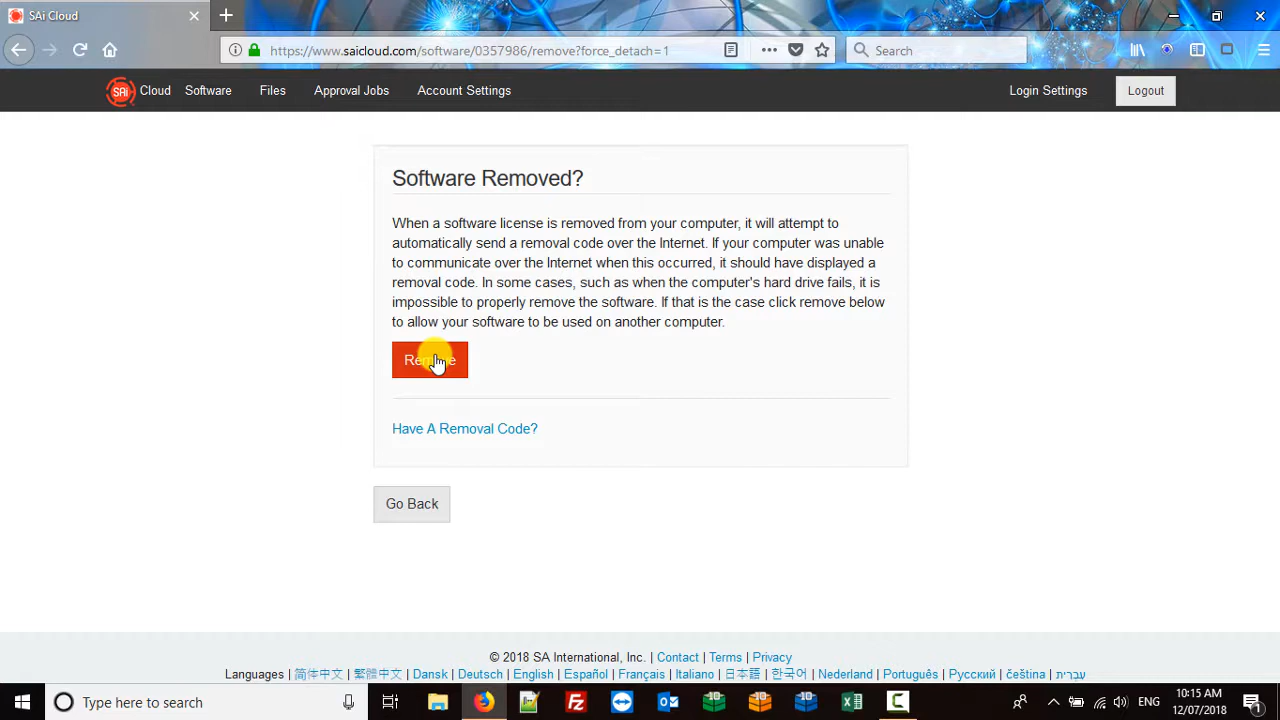 SAi Cloud
https://www.saicloud.com/software/0357986/remove?force_detach=1
Search
SAi Cloud Software Files Approval Jobs Account Settings Login Settings Logout
Software Removed?
When a software license is removed from your computer, it will attempt to
automatically send a removal code over the Internet. If your computer was unable
to communicate over the Internet when this occurred, it should have displayed a
removal code. In some cases, such as when the computer's hard drive fails, it is
impossible to properly remove the software. If that is the case click remove below
to allow your software to be used on another computer.
Remove
Have A Removal Code?
Go Back
© 2018 SA International, Inc. | Contact | Terms | Privacy
Languages | 简体中文 | 繁體中文 | Dansk | Deutsch | English | Español | Français | Italiano | 日本語 | 한국어 | Nederland | Português | Русский | čeština | עברית
Type here to search
10 10 10
ENG
10:15 AM
12/07/2018
1